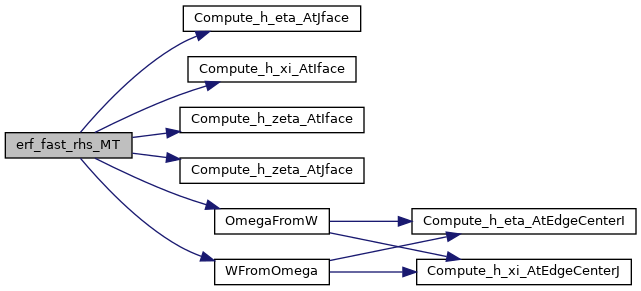 Compute_h_eta_AtJface
Compute_h_xi_AtIface
Compute_h_zeta_AtIface
erf_fast_rhs_MT
Compute_h_zeta_AtJface
OmegaFromW
Compute_h_eta_AtEdgeCenterI
WFromOmega
Compute_h_xi_AtEdgeCenterJ